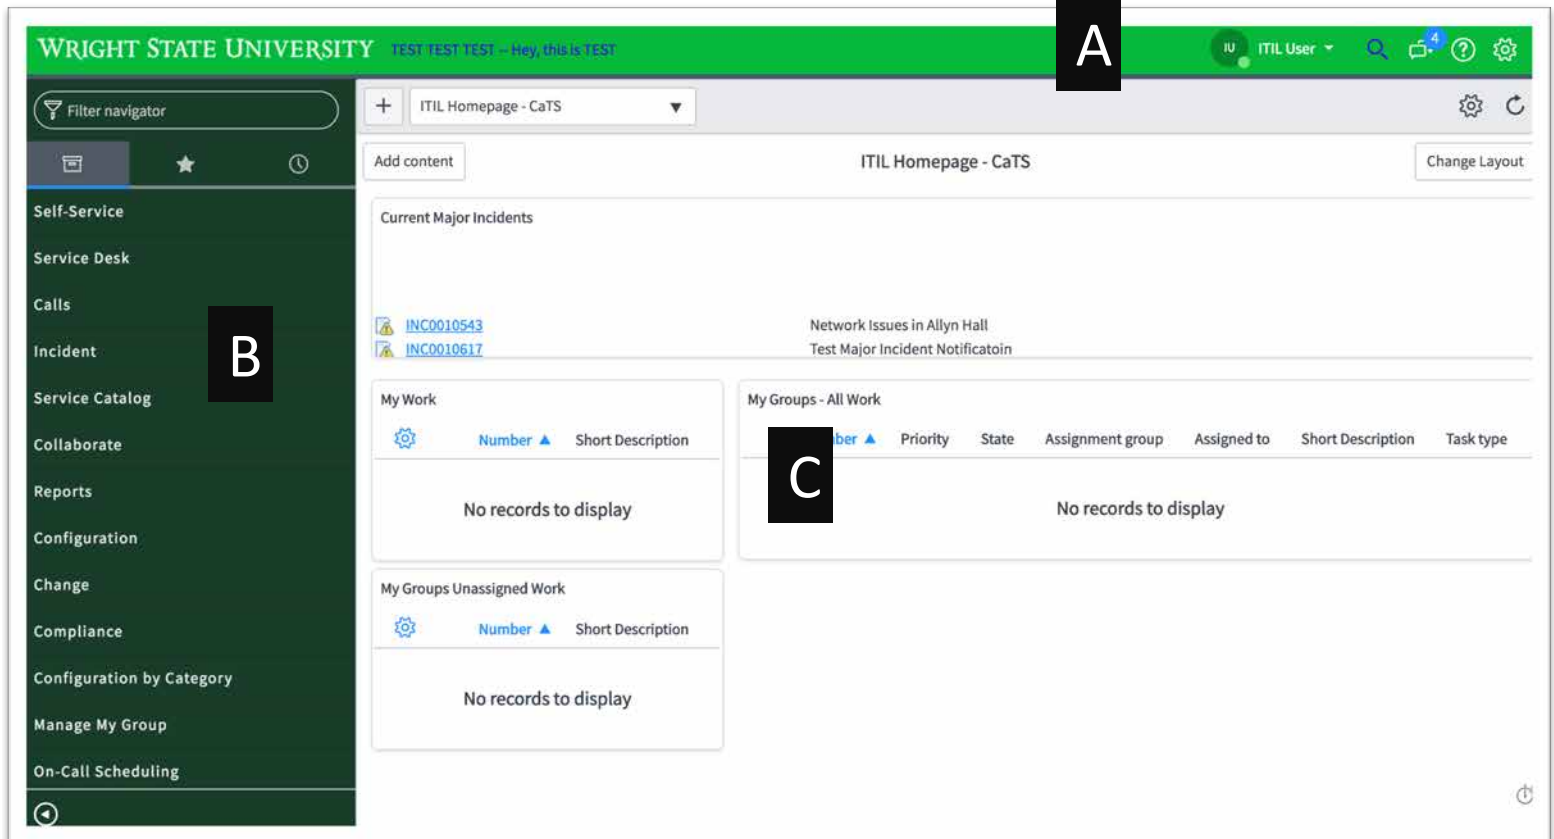 WRIGHT STATE UNIVERSITY TEST TEST TEST -- Hey, this is TEST A IU ITIL User 4
Filter navigator
+ ITIL Homepage - CaTS
Add content ITIL Homepage - CaTS Change Layout
Self-Service
Service Desk
Calls
Incident
B
Service Catalog
Collaborate
Reports
Configuration
Change
Compliance
Configuration by Category
Manage My Group
On-Call Scheduling
Current Major Incidents
INC0010543 Network Issues in Allyn Hall
INC0010617 Test Major Incident Notificatoin
My Work
Number Short Description
No records to display
My Groups - All Work
ber Priority State Assignment group Assigned to Short Description Task type
C
No records to display
My Groups Unassigned Work
Number Short Description
No records to display